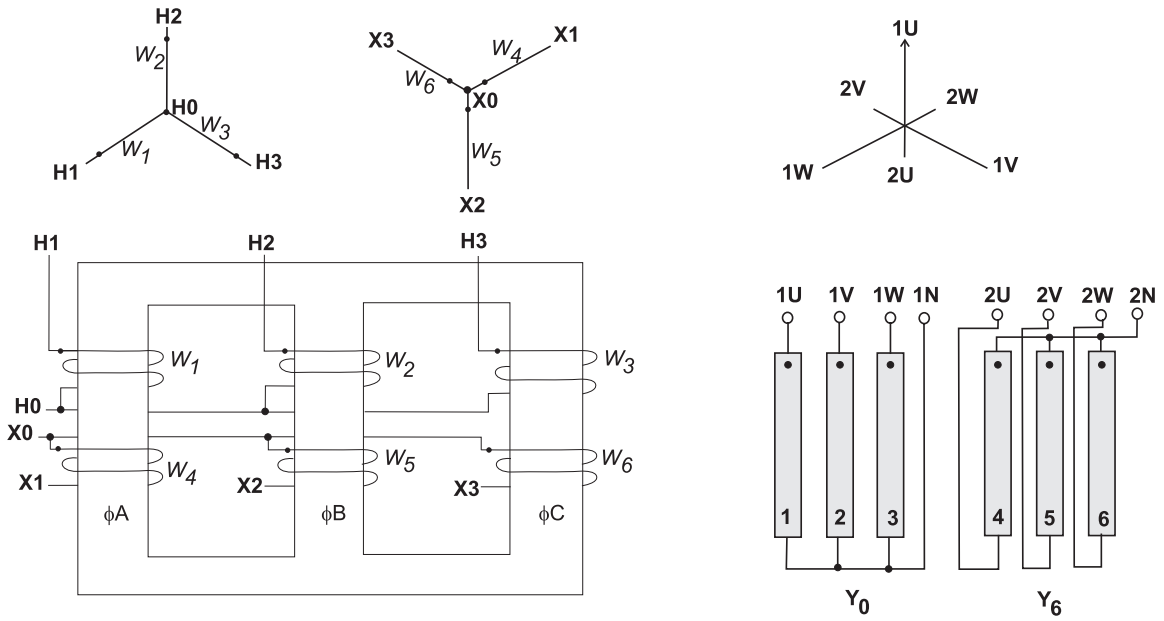 H2
W2
H0
W3
W1
H1
H3
X3
X1
W4
W6
X0
W5
X2
1U
2V
2W
1W
2U
1V
H1
H2
H3
W1
W2
W3
H0
X0
W4
W5
W6
X1
X2
X3
ϕA
ϕB
ϕC
1U 1V 1W 1N 2U 2V 2W 2N
1 2 3 4 5 6
Y0
Y6